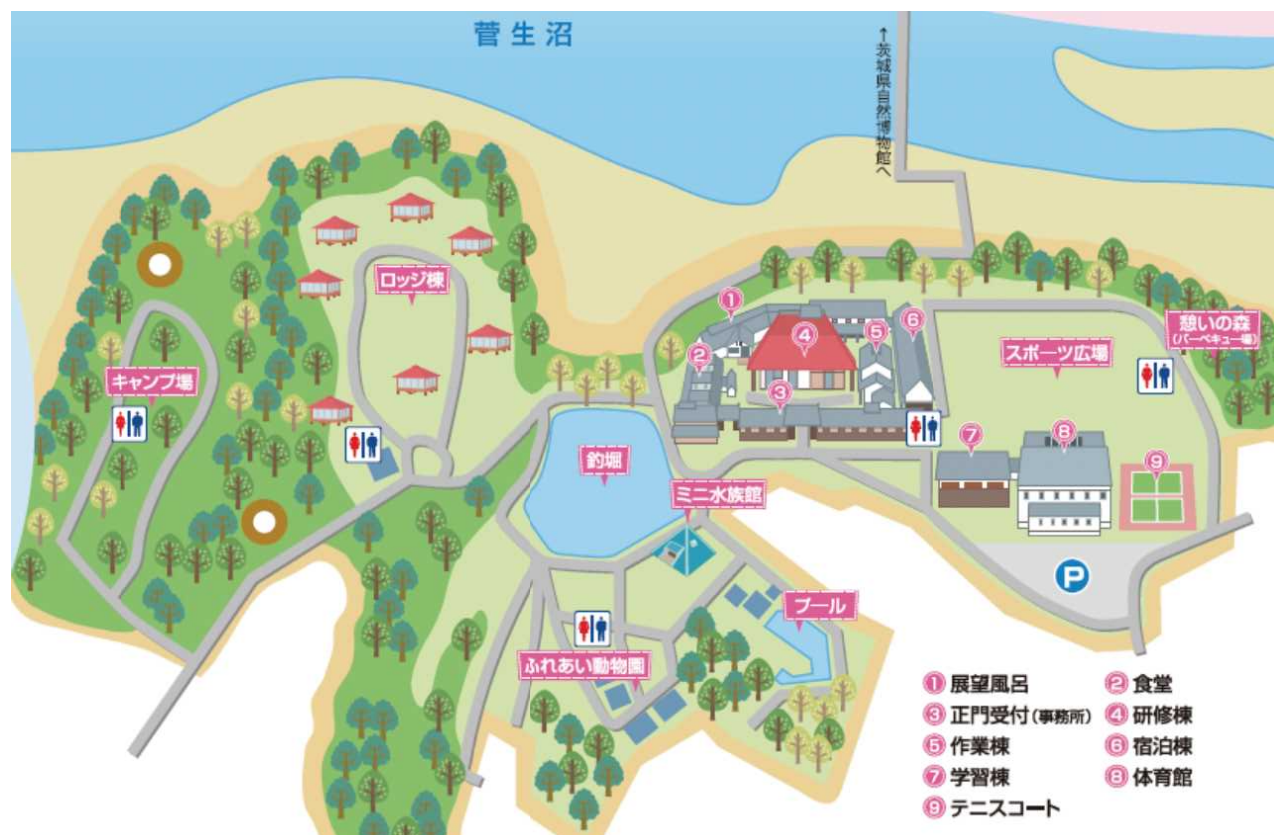 菅生沼
↑茨城県自然博物館へ
ロッジ棟
キャンプ場
憩いの森
(バーベキュー場)
スポーツ広場
①
②
③
④
⑤
⑥
⑦
⑧
⑨
釣堀
ミニ水族館
プール
ふれあい動物園
P
① 展望風呂
② 食堂
③ 正門受付(事務所)
④ 研修棟
⑤ 作業棟
⑥ 宿泊棟
⑦ 学習棟
⑧ 体育館
⑨ テニスコート